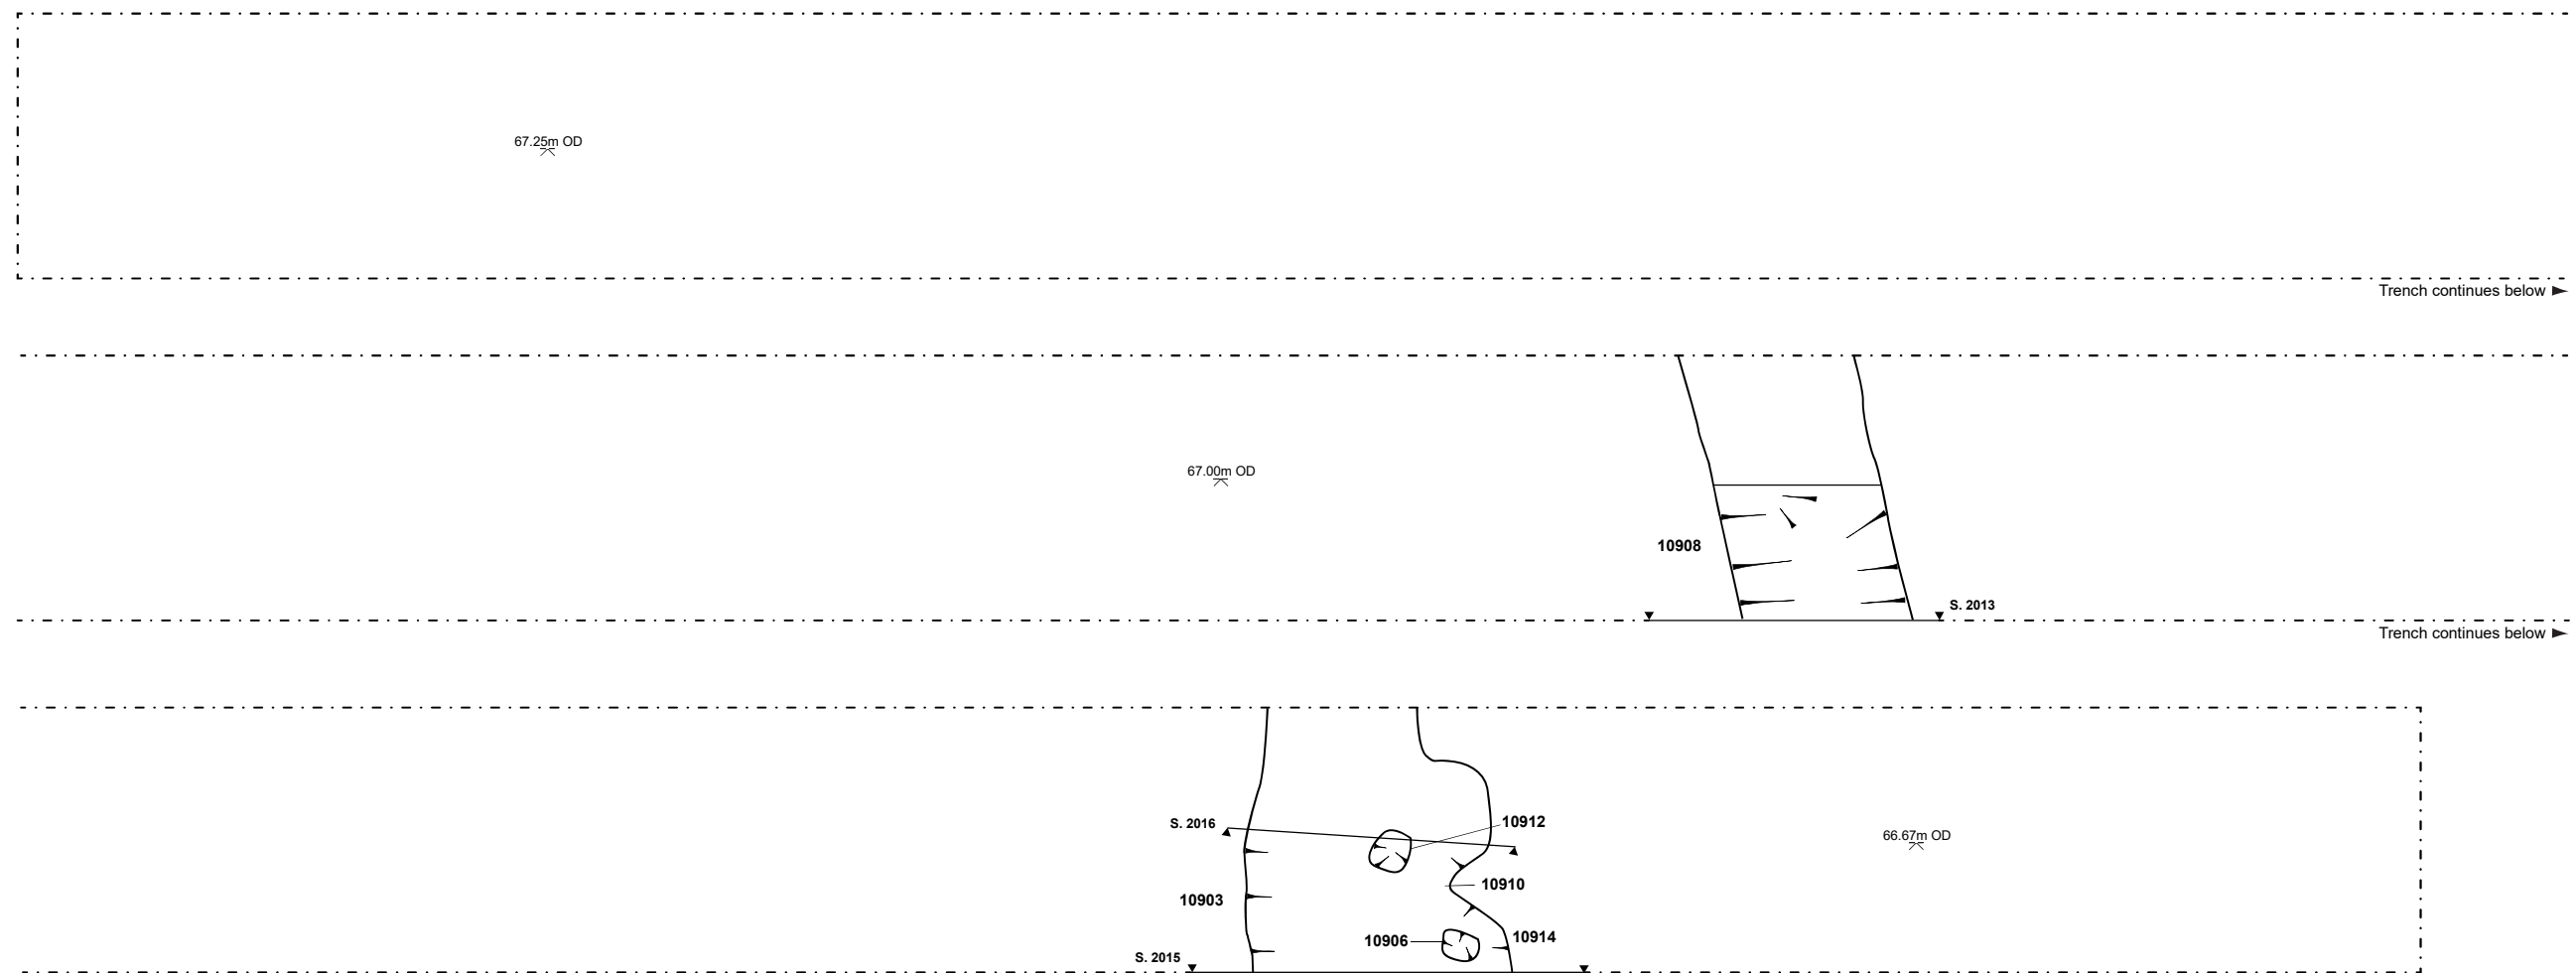 67.25m OD
Trench continues below
67.00m OD
10908
S. 2013
Trench continues below
S. 2016
10912
66.67m OD
10910
10903
10906
10914
S. 2015